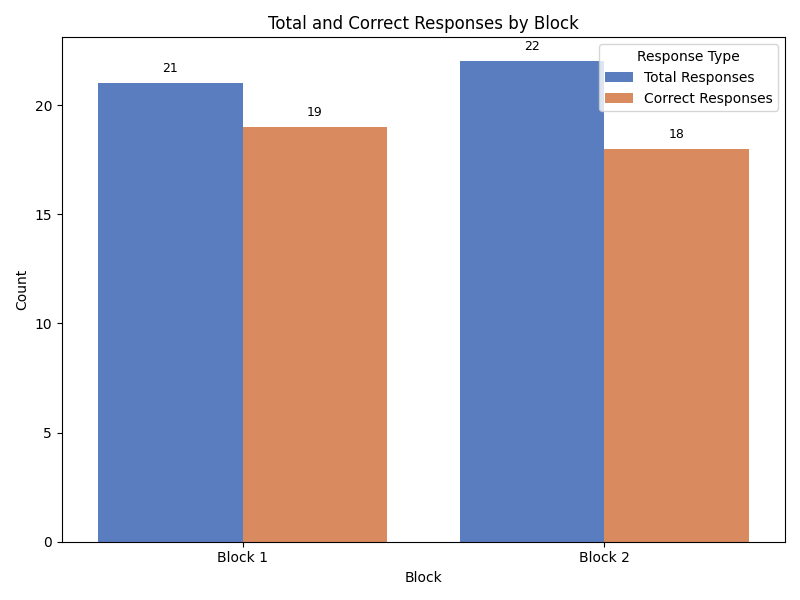 Total and Correct Responses by Block
22
21
19
18
Response Type
Total Responses
Correct Responses
20
15
10
5
0
Count
Block 1
Block 2
Block